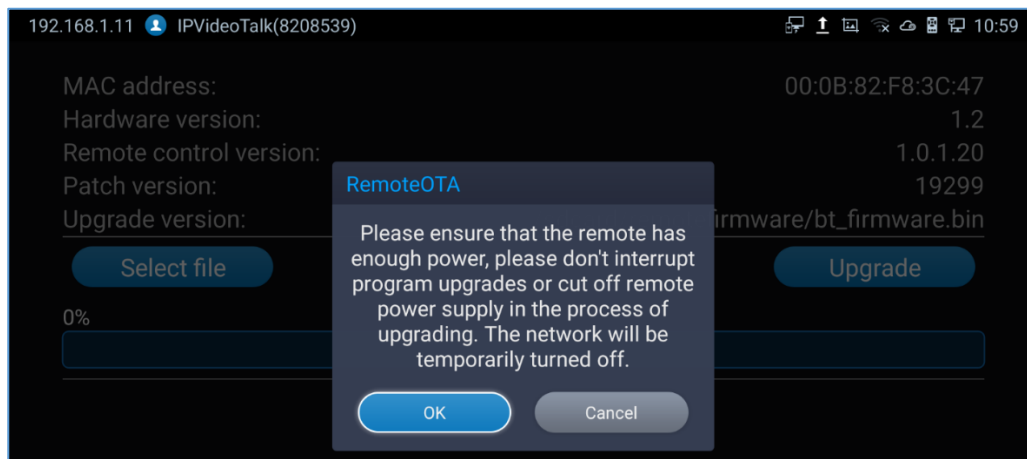 192.168.1.11 IPVideoTalk(8208539) 10:59
MAC address: 00:0B:82:F8:3C:47
Hardware version: 1.2
Remote control version: 1.0.1.20
Patch version: 19299
RemoteOTA
Upgrade version: irmware/bt_firmware.bin
Please ensure that the remote has
enough power, please don't interrupt
program upgrades or cut off remote
power supply in the process of
upgrading. The network will be
temporarily turned off.
Select file Upgrade
0%
OK Cancel